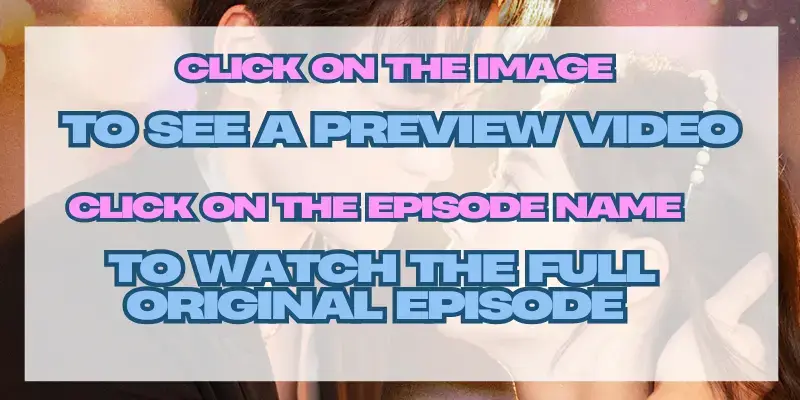 CLICK ON THE IMAGE
TO SEE A PREVIEW VIDEO
CLICK ON THE EPISODE NAME
TO WATCH THE FULL
ORIGINAL EPISODE